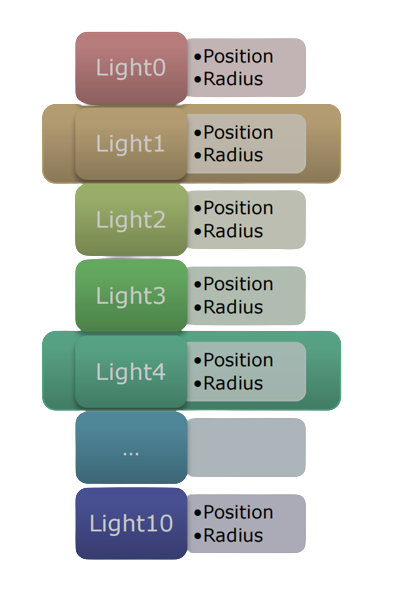 Light0
•Position
•Radius
Light1
•Position
•Radius
Light2
•Position
•Radius
Light3
•Position
•Radius
Light4
•Position
•Radius
...
Light10
•Position
•Radius